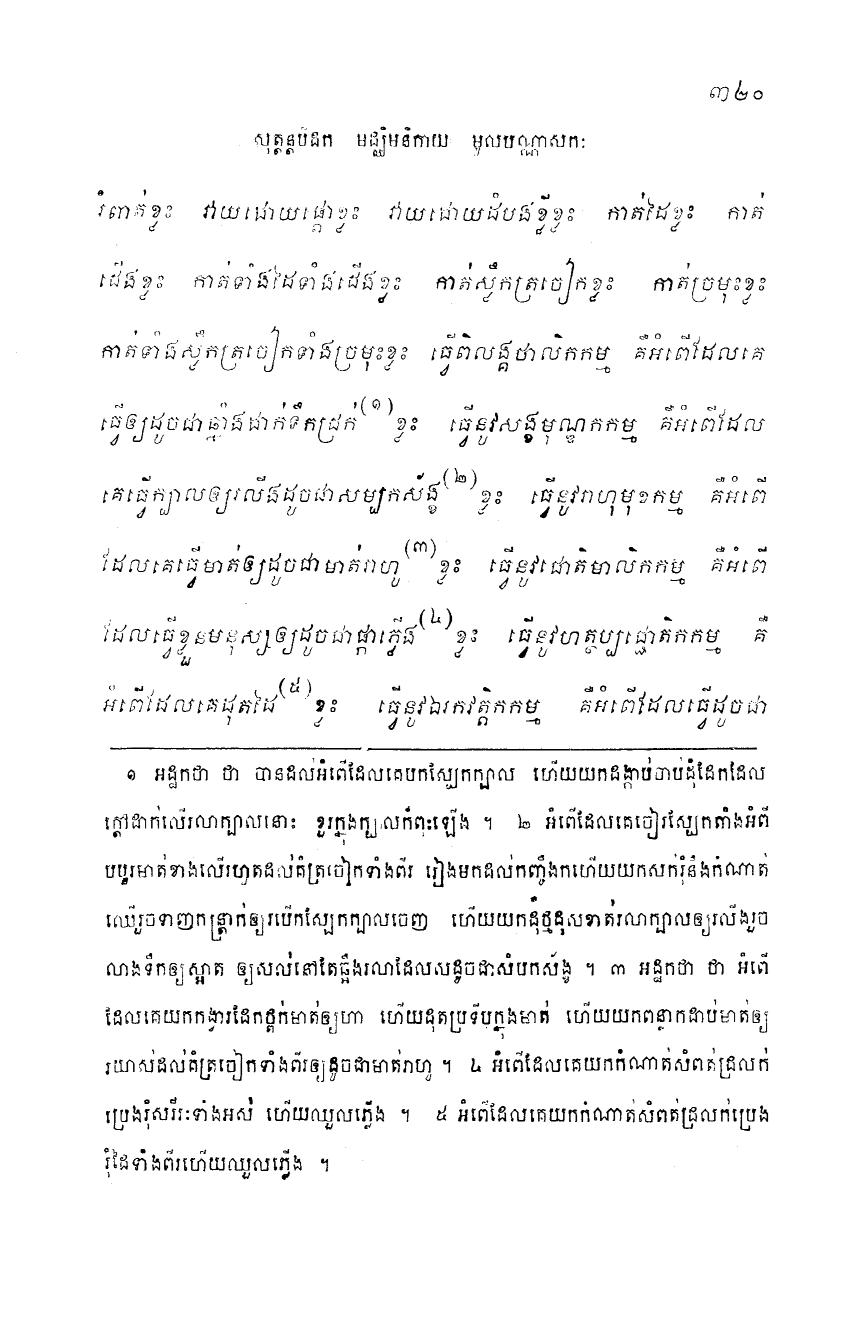 ៣២០
សុត្តន្តបិដក មជ្ឈិមនិកាយ មូលបណ្ណាសកៈ
រំពាត់ខ្លះ វាយដោយផ្តៅខ្លះ វាយដោយដំបងខ្លីខ្លះ កាត់ដៃខ្លះ កាត់
ជើងខ្លះ កាត់ទាំងដៃទាំងជើងខ្លះ កាត់ស្លឹកត្រចៀកខ្លះ កាត់ច្រមុះខ្លះ
កាត់ទាំងស្លឹកត្រចៀកទាំងច្រមុះខ្លះ ធ្វើពិលង្គថាលិកកម្ម គឺអំពើដែលគេ
ធ្វើឲ្យដូចជាឆ្នាំងដាក់ទឹកជ្រក់(១)ខ្លះ ធ្វើនូវសង្ខមុណ្ឌកកម្ម គឺអំពើដែល
គេធ្វើក្បាលឲ្យរលីងដូចជាសម្បកស័ង្ខ(២)ខ្លះ ធ្វើនូវរាហុមុខកម្ម គឺអំពើ
ដែលគេធ្វើមាត់ឲ្យដូចជាមាត់រាហូ(៣)ខ្លះ ធ្វើនូវជោតិមាលិកកម្ម គឺអំពើ
ដែលធ្វើខ្លួនមនុស្សឲ្យដូចជាផ្កាភ្លើង(៤)ខ្លះ ធ្វើនូវហត្ថប្បជ្ជោតិកកម្ម គឺ
អំពើដែលគេដុតដៃ(៥)ខ្លះ ធ្វើនូវឯរកវត្តិកកម្ម គឺអំពើដែលធ្វើដូចជា
១ អដ្ឋកថា ថា បានដល់អំពើដែលគេបកស្បែកក្បាល ហើយយកដង្កាប់ចាប់ដុំដែកដែល
ក្តៅដាក់លើរលាក្បាលនោះ ខួរក្នុងក្បាលក៏ពុះឡើង ។ ២ អំពើដែលគេចៀរស្បែកតាំងអំពី
បបូរមាត់ខាងលើរហូតដល់គំត្រចៀកទាំងពីរ រៀងមកដល់កញ្ចឹងកហើយយកសក់រុំនឹងកំណាត់
ឈើរួចទាញកន្ត្រាក់ឲ្យរបើកស្បែកក្បាលចេញ ហើយយកដុំថ្មដុសខាត់រលាក្បាលឲ្យរលីងរួច
លាងទឹកឲ្យស្អាត ឲ្យសល់នៅតែឆ្អឹងរលាដែលសដូចជាសំបកស័ង្ខ ។ ៣ អដ្ឋកថា ថា អំពើ
ដែលគេយកកង្វារដែកថ្ពក់មាត់ឲ្យហា ហើយដុតប្រទីបក្នុងមាត់ ហើយយកពន្លាកដាប់មាត់ឲ្យ
រយាស់ដល់គំត្រចៀកទាំងពីរឲ្យដូចជាមាត់រាហូ ។ ៤ អំពើដែលគេយកកំណាត់សំពត់ជ្រលក់
ប្រេងរុំសរីរៈទាំងអស់ ហើយឈួលភ្លើង ។ ៥ អំពើដែលគេយកកំណាត់សំពត់ជ្រលក់ប្រេង
រុំដៃទាំងពីរហើយឈួលភ្លើង ។